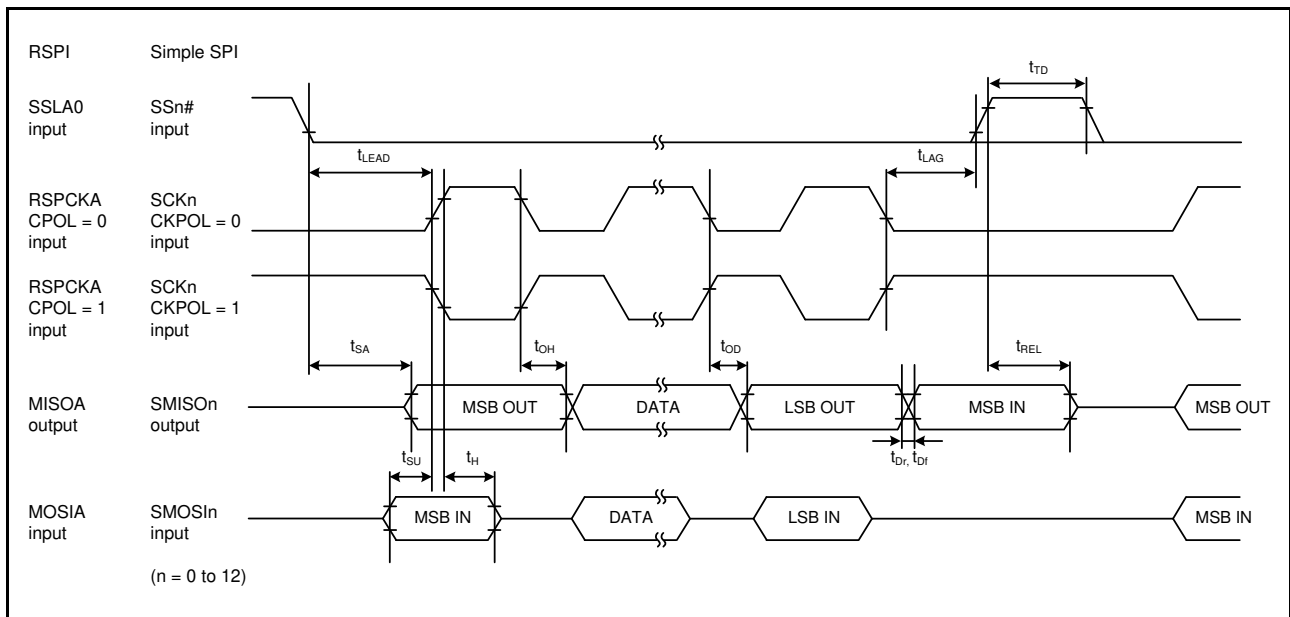 RSPI Simple SPI
t_TD
SSLA0 SSn#
input input
t_LEAD t_LAG
RSPCKA SCKn
CPOL = 0 CKPOL = 0
input input
RSPCKA SCKn
CPOL = 1 CKPOL = 1
input input
t_SA t_OH t_OD t_REL
MISOA SMISOn MSB OUT DATA LSB OUT MSB IN MSB OUT
output output
t_SU t_H t_Dr, t_Df
MOSIA SMOSIn MSB IN DATA LSB IN MSB IN
input input
(n = 0 to 12)